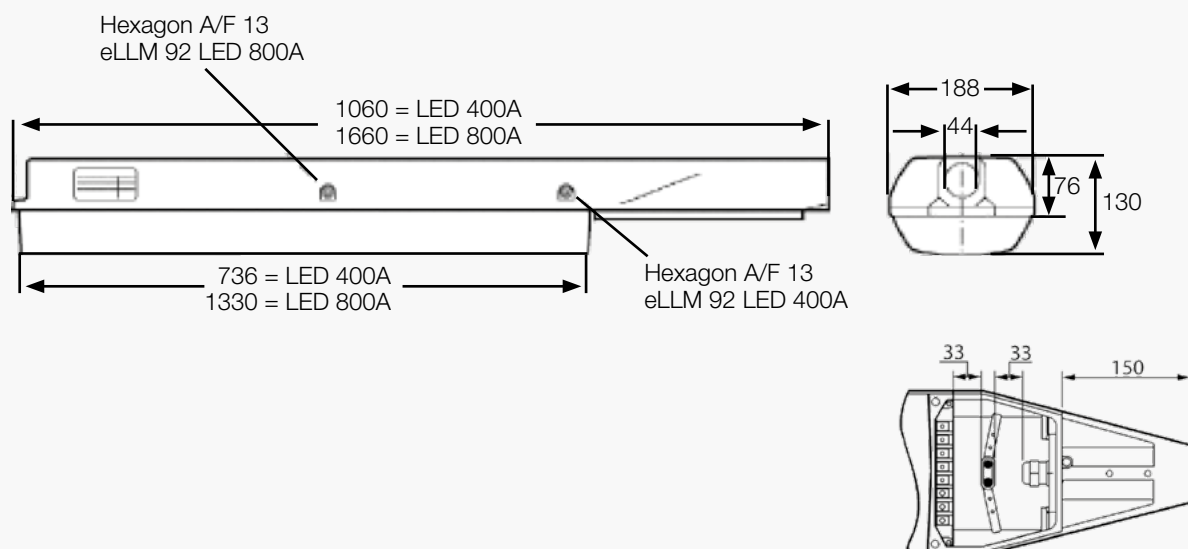 Hexagon A/F 13
eLLM 92 LED 800A
1060 = LED 400A
1660 = LED 800A
188
44
76
130
736 = LED 400A
1330 = LED 800A
Hexagon A/F 13
eLLM 92 LED 400A
33
33
150